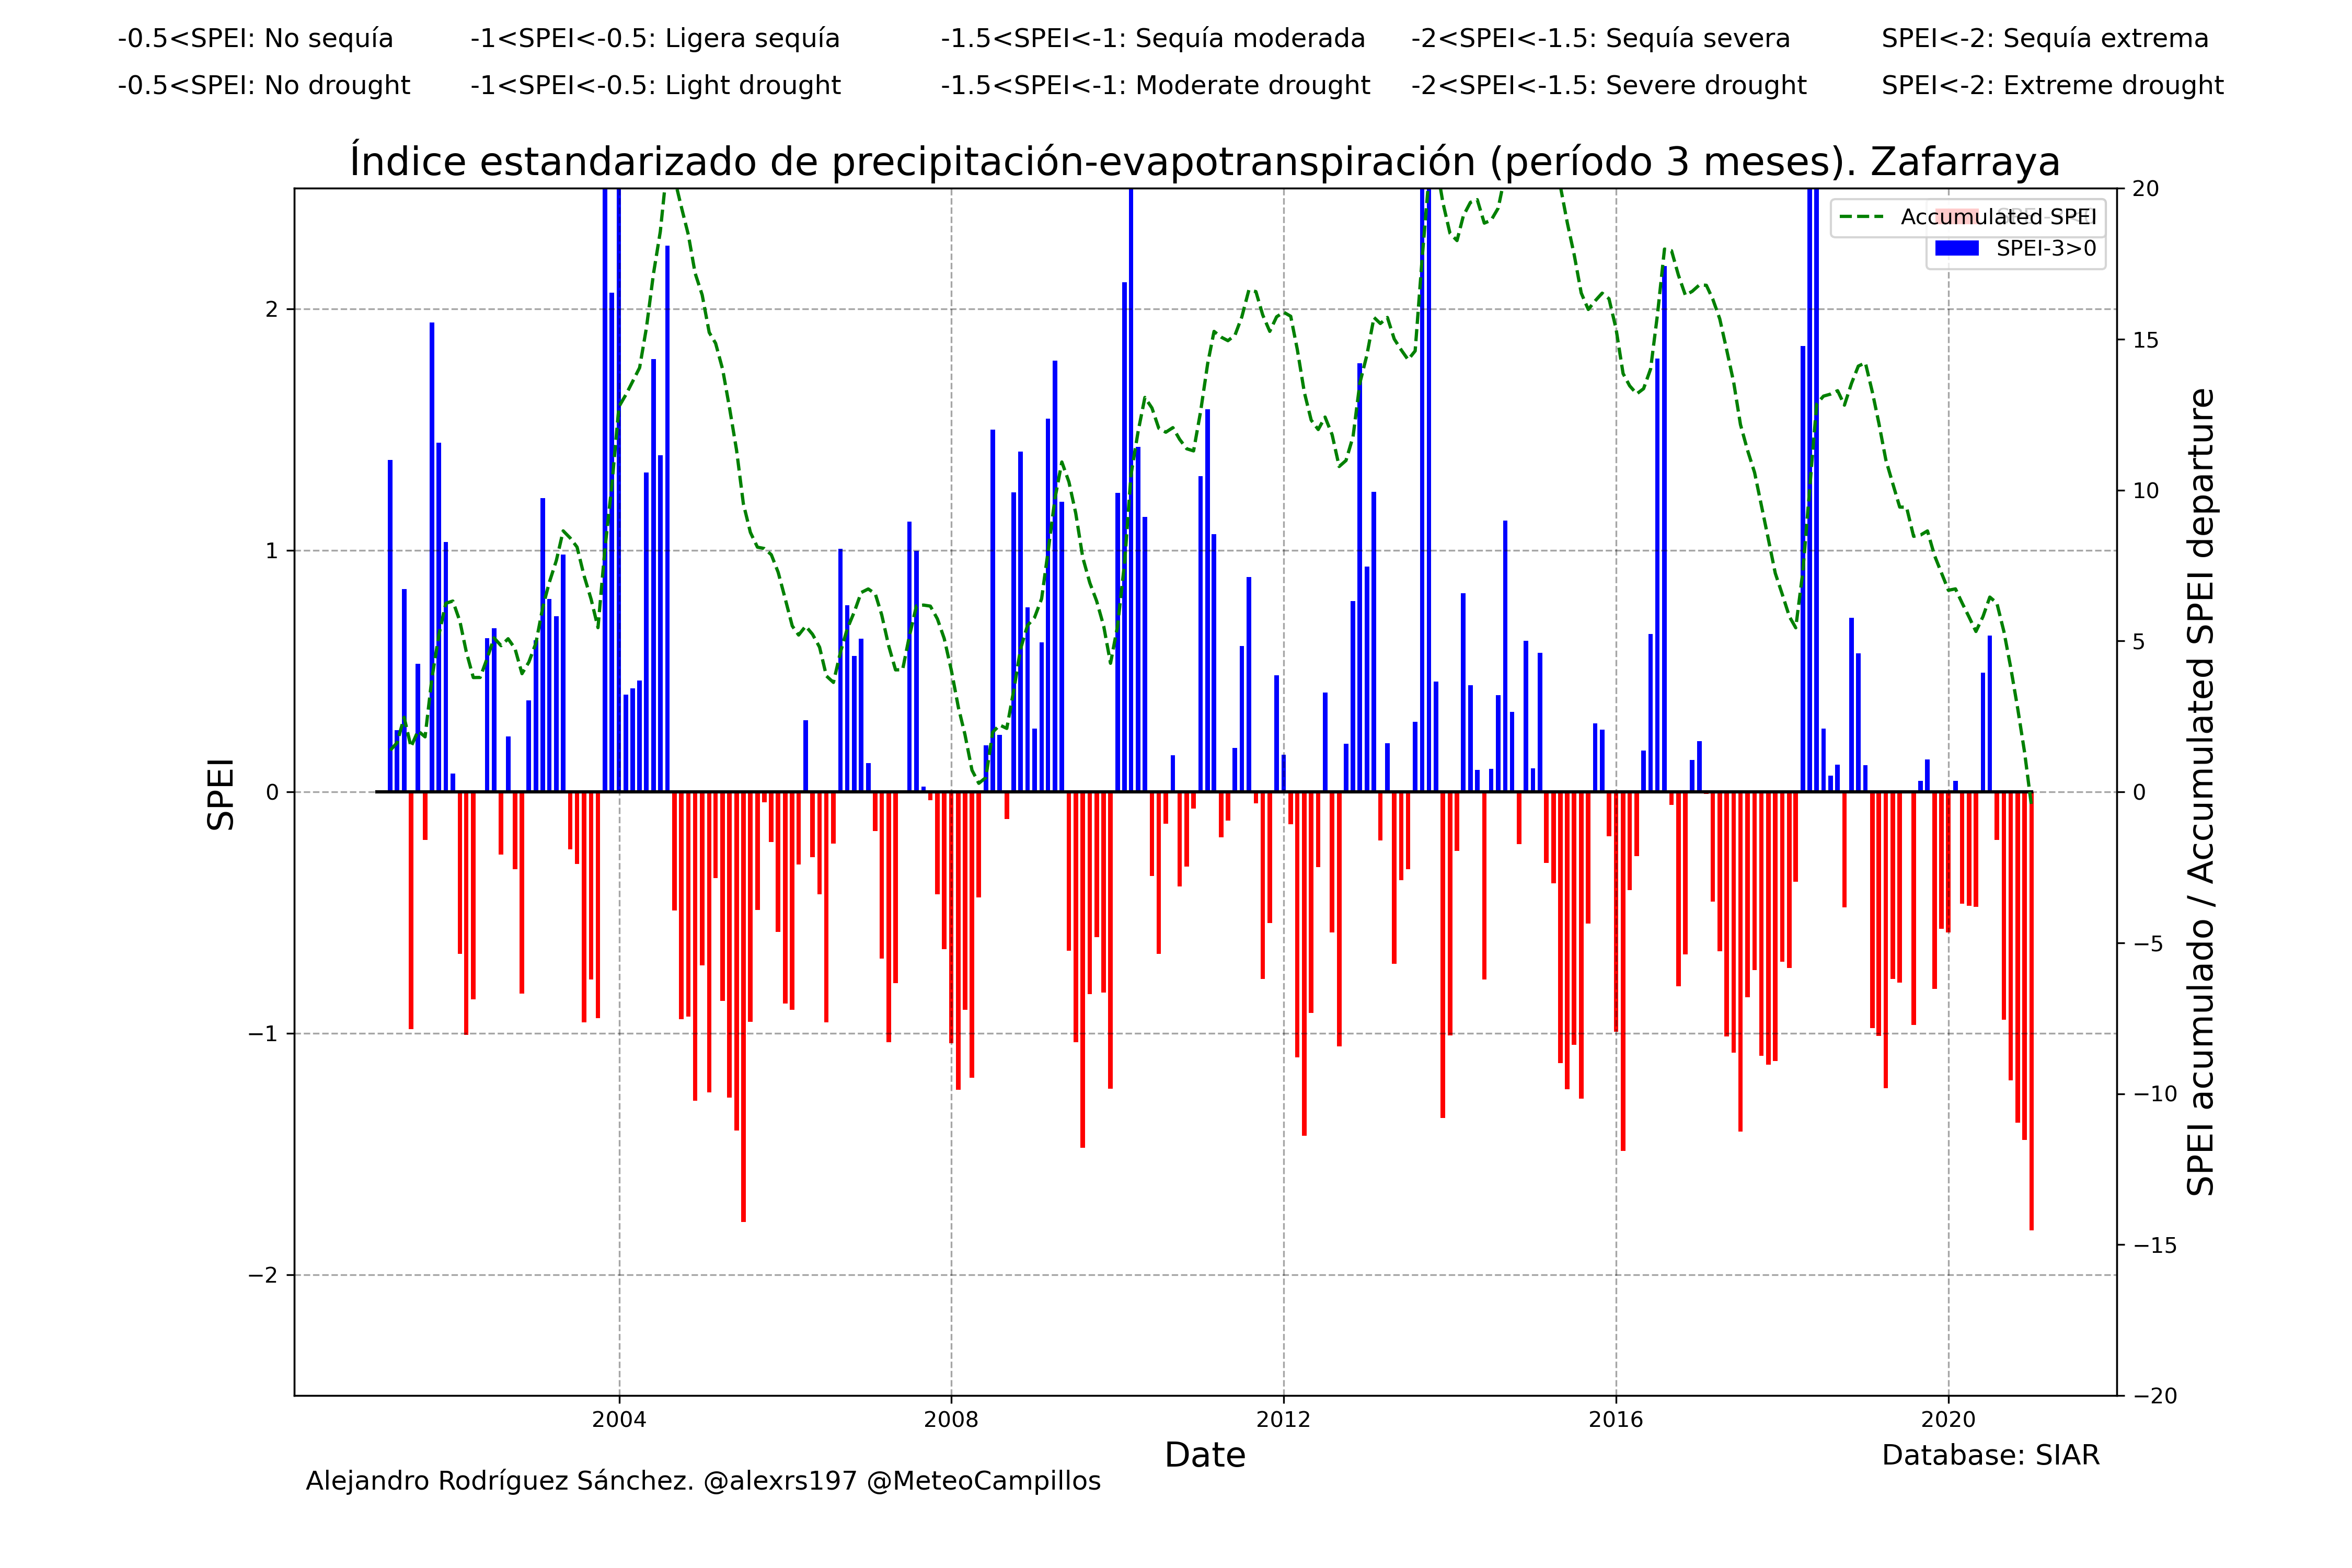 -0.5<SPEI: No sequía -1<SPEI<-0.5: Ligera sequía -1.5<SPEI<-1: Sequía moderada -2<SPEI<-1.5: Sequía severa SPEI<-2: Sequía extrema
-0.5<SPEI: No drought -1<SPEI<-0.5: Light drought -1.5<SPEI<-1: Moderate drought -2<SPEI<-1.5: Severe drought SPEI<-2: Extreme drought
Índice estandarizado de precipitación-evapotranspiración (período 3 meses). Zafarraya
Accumulated SPEI
SPEI-3>0
SPEI
2
1
0
−1
−2
20
15
10
5
0
−5
−10
−15
−20
SPEI acumulado / Accumulated SPEI departure
2004 2008 2012 2016 2020
Date
Database: SIAR
Alejandro Rodríguez Sánchez. @alexrs197 @MeteoCampillos